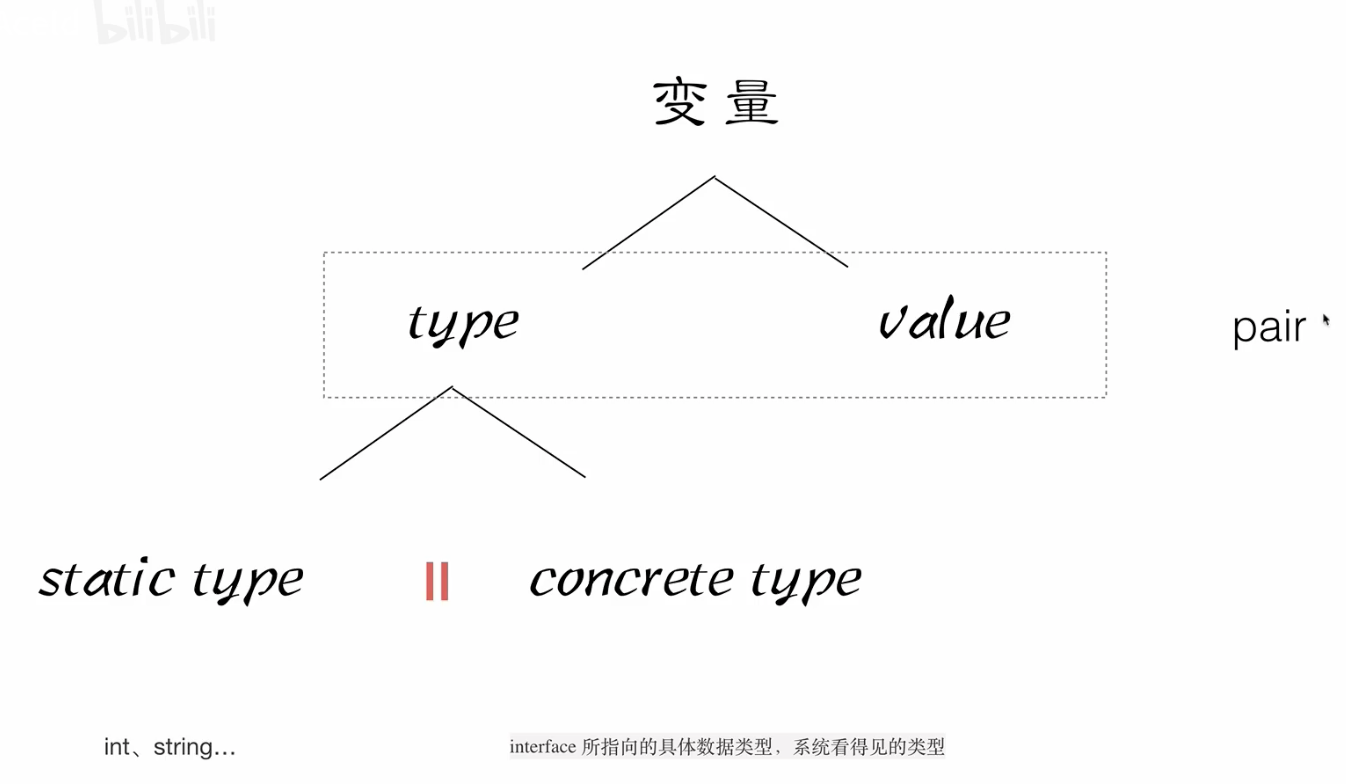 bilibili
变量
type
value
pair
static type
||
concrete type
int、string...
interface 所指向的具体数据类型，系统看得见的类型